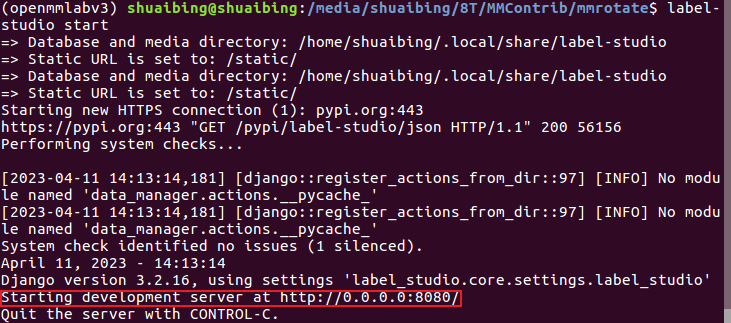 (openmmlabv3) shuaibing@shuaibing:/media/shuaibing/8T/MMContrib/mmrotate$ label-
studio start
=> Database and media directory: /home/shuaibing/.local/share/label-studio
=> Static URL is set to: /static/
=> Database and media directory: /home/shuaibing/.local/share/label-studio
=> Static URL is set to: /static/
Starting new HTTPS connection (1): pypi.org:443
https://pypi.org:443 "GET /pypi/label-studio/json HTTP/1.1" 200 56156
Performing system checks...
[2023-04-11 14:13:14,181] [django::register_actions_from_dir::97] [INFO] No modu
le named 'data_manager.actions.__pycache_'
[2023-04-11 14:13:14,181] [django::register_actions_from_dir::97] [INFO] No modu
le named 'data_manager.actions.__pycache_'
System check identified no issues (1 silenced).
April 11, 2023 - 14:13:14
Django version 3.2.16, using settings 'label_studio.core.settings.label_studio'
Starting development server at http://0.0.0.0:8080/
Quit the server with CONTROL-C.